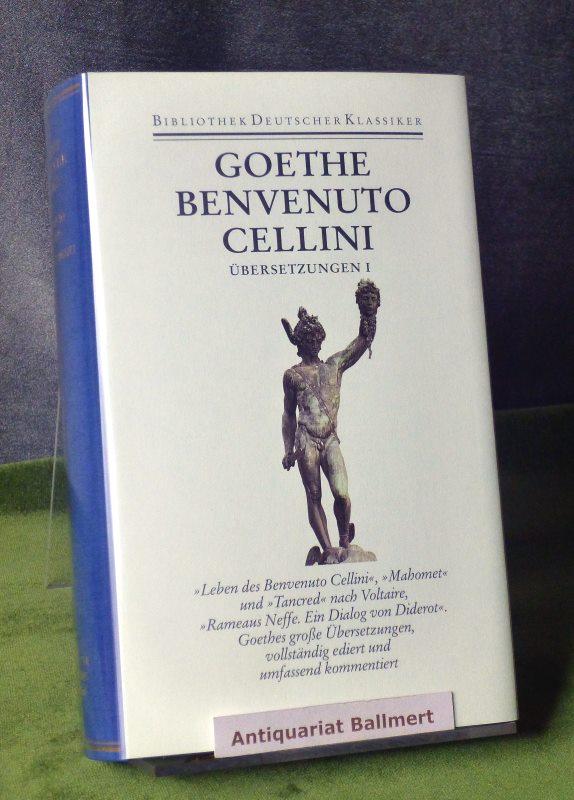 BIBLIOTHEK DEUTSCHER KLASSIKER
GOETHE
BENVENUTO
CELLINI
ÜBERSETZUNGEN I
»Leben des Benvenuto Cellini«, »Mahomet«
und »Tancred« nach Voltaire,
»Rameaus Neffe. Ein Dialog von Diderot«.
Goethes große Übersetzungen,
vollständig ediert und
umfassend kommentiert
Antiquariat Ballmert